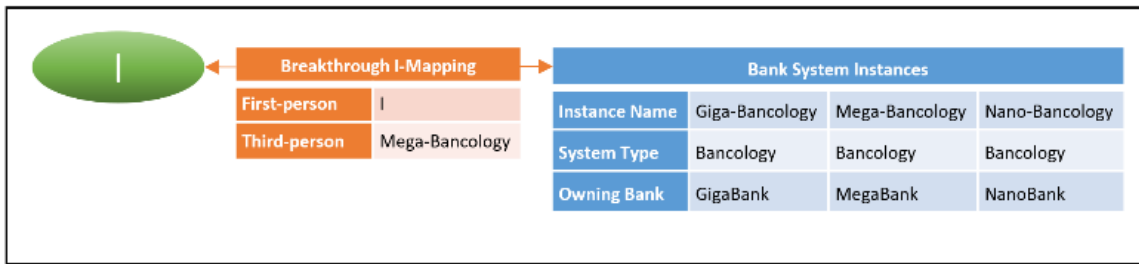 I
Breakthrough I-Mapping
First-person I
Third-person Mega-Bancology
Bank System Instances
Instance Name Giga-Bancology Mega-Bancology Nano-Bancology
System Type Bancology Bancology Bancology
Owning Bank GigaBank MegaBank NanoBank